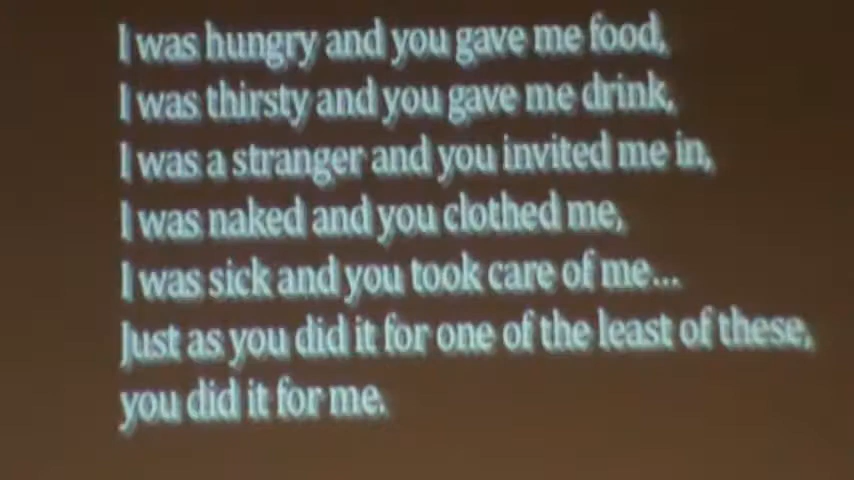 I was hungry and you gave me food,
I was thirsty and you gave me drink,
I was a stranger and you invited me in,
I was naked and you clothed me,
I was sick and you took care of me...
Just as you did it for one of the least of these,
you did it for me.